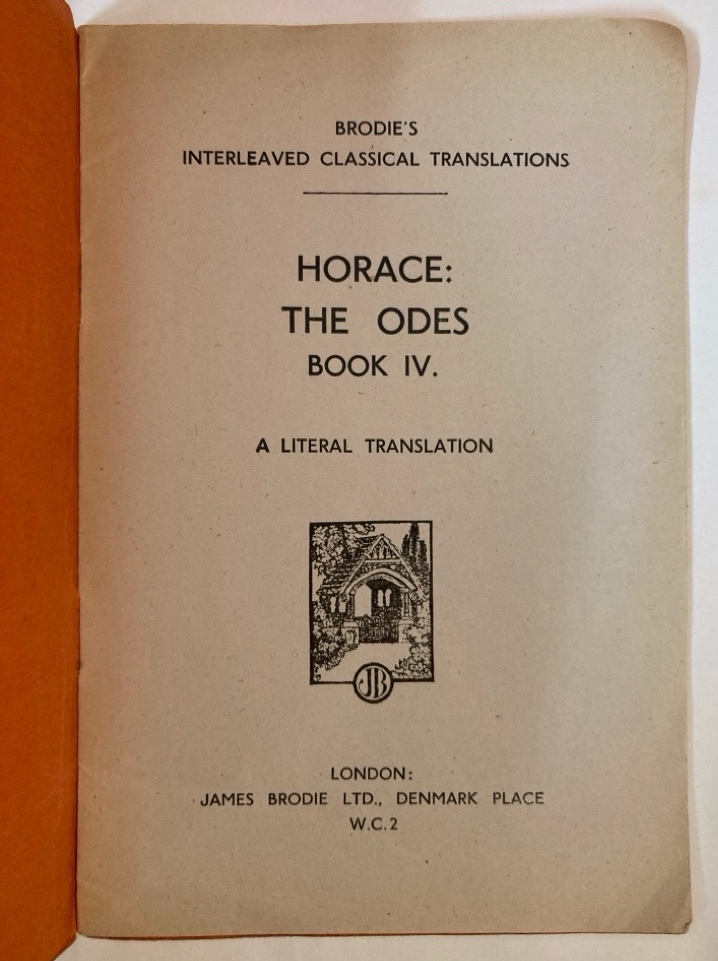 BRODIE'S
INTERLEAVED CLASSICAL TRANSLATIONS
HORACE:
THE ODES
BOOK IV.
A LITERAL TRANSLATION
JB
LONDON:
JAMES BRODIE LTD., DENMARK PLACE
W.C.2